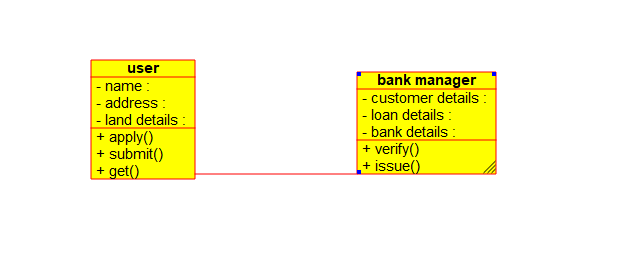 user
- name :
- address :
- land details :
+ apply()
+ submit()
+ get()
bank manager
- customer details :
- loan details :
- bank details :
+ verify()
+ issue()